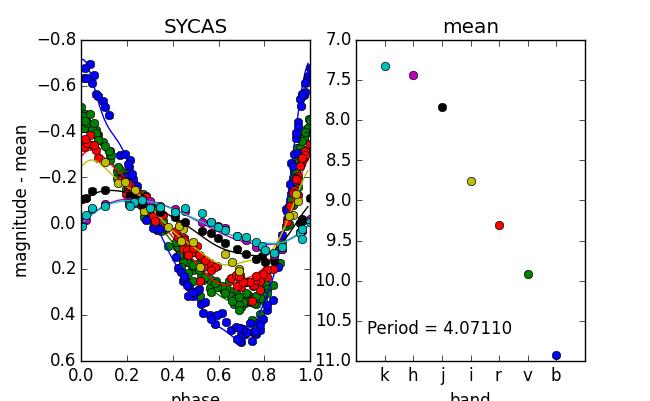 SYCAS
mean
−0.8
−0.6
−0.4
−0.2
0.0
0.2
0.4
0.6
magnitude - mean
0.0 0.2 0.4 0.6 0.8 1.0
phase
7.0
7.5
8.0
8.5
9.0
9.5
10.0
10.5
11.0
Period = 4.07110
k h j i r v b
band